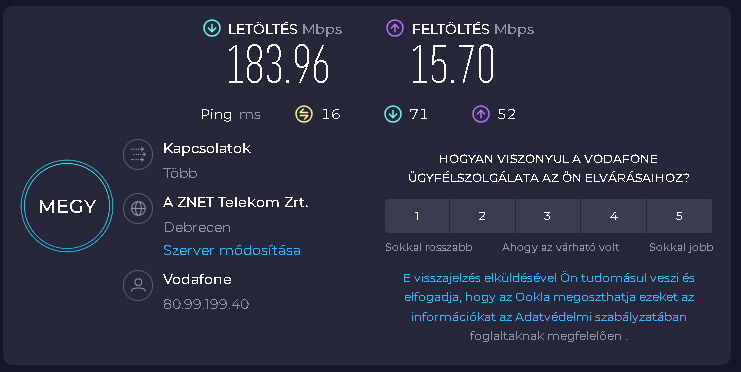 LETÖLTÉS Mbps
183.96
FELTÖLTÉS Mbps
15.70
Ping ms 16 71 52
MEGY
Kapcsolatok
Több
A ZNET Telekom Zrt.
Debrecen
Szerver módosítása
Vodafone
80.99.199.40
HOGYAN VISZONYUL A VODAFONE
ÜGYFÉLSZOLGÁLATA AZ ÖN ELVÁRÁSAIHOZ?
1 2 3 4 5
Sokkal rosszabb Ahogy az várható volt Sokkal jobb
E visszajelzés elküldésével Ön tudomásul veszi és
elfogadja, hogy az Ookla megoszthatja ezeket az
információkat az Adatvédelmi szabályzatában
foglaltaknak megfelelően .